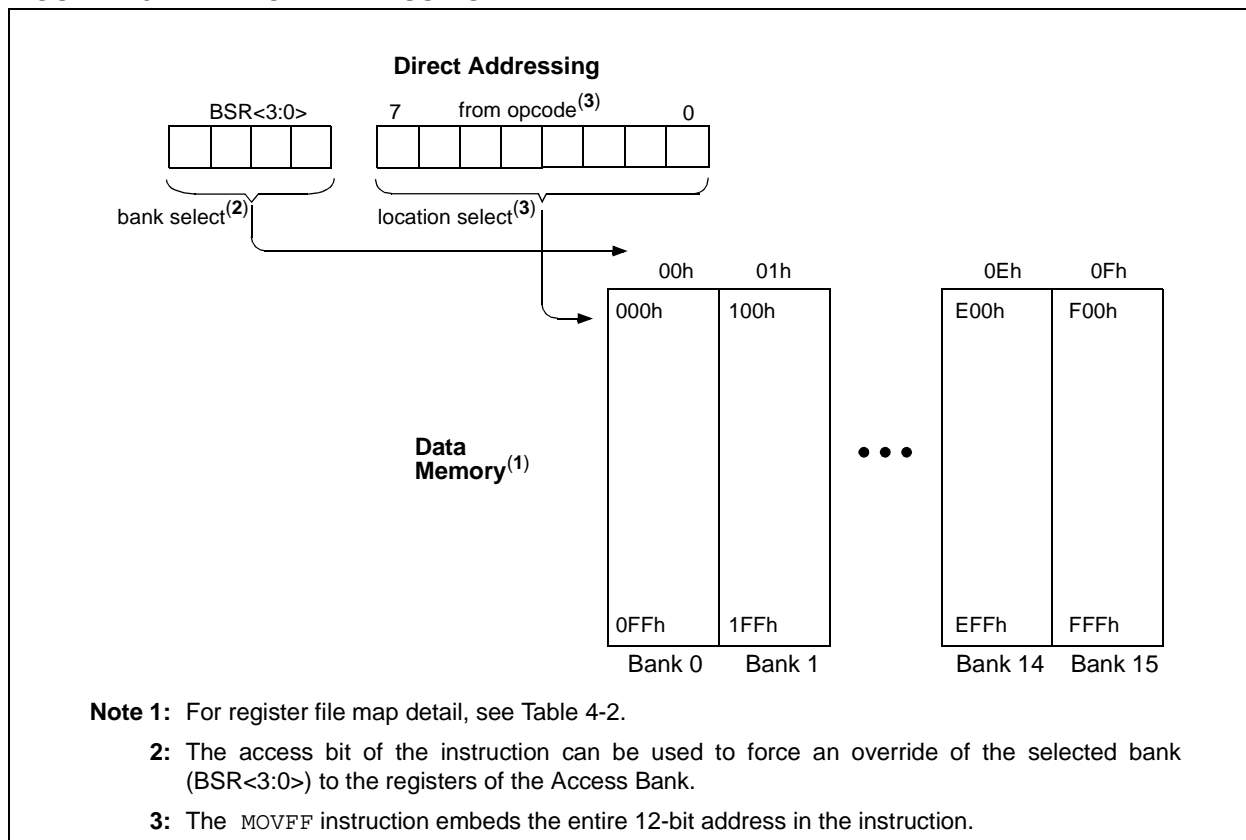 Direct Addressing
BSR<3:0>
7 from opcode(3) 0
bank select(2)
location select(3)
00h 01h 0Eh 0Fh
000h 100h E00h F00h
Data
Memory(1)
0FFh 1FFh EFFh FFFh
Bank 0 Bank 1 Bank 14 Bank 15
Note 1: For register file map detail, see Table 4-2.
2: The access bit of the instruction can be used to force an override of the selected bank
(BSR<3:0>) to the registers of the Access Bank.
3: The MOVFF instruction embeds the entire 12-bit address in the instruction.